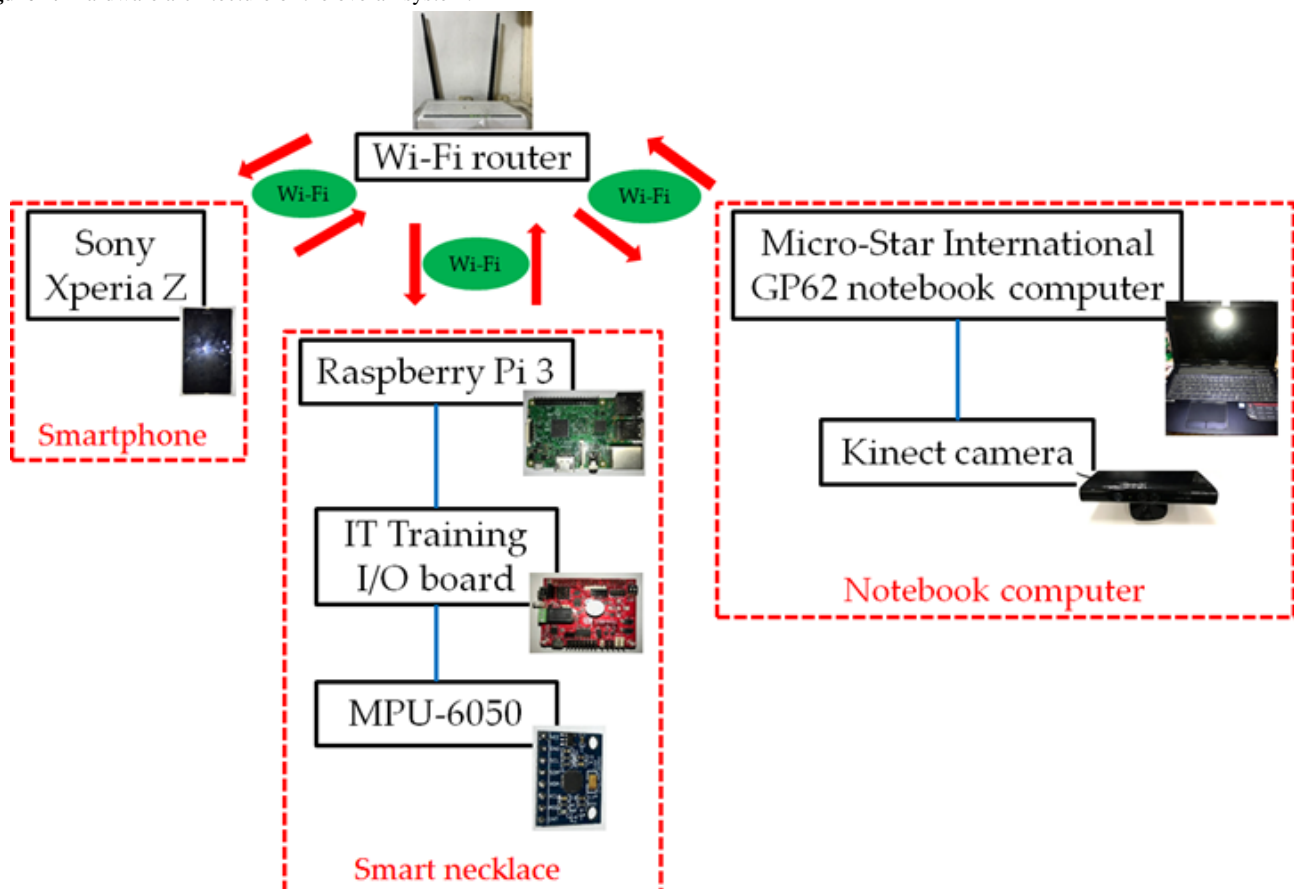 Wi-Fi router
Wi-Fi
Wi-Fi
Wi-Fi
Sony
Xperia Z
Smartphone
Raspberry Pi 3
IT Training
I/O board
MPU-6050
Smart necklace
Micro-Star International
GP62 notebook computer
Kinect camera
Notebook computer